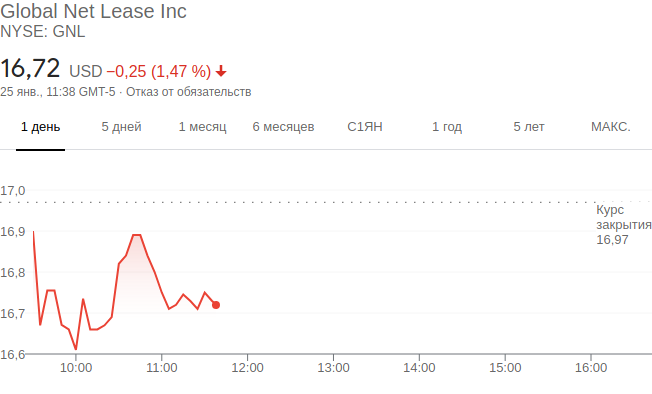 Global Net Lease Inc
NYSE: GNL
16,72 USD −0,25 (1,47 %)
25 янв., 11:38 GMT-5 · Отказ от обязательств
1 день 5 дней 1 месяц 6 месяцев С1ЯН 1 год 5 лет МАКС.
17,0
Курс
закрытия
16,97
16,9
16,8
16,7
16,6
10:00 11:00 12:00 13:00 14:00 15:00 16:00